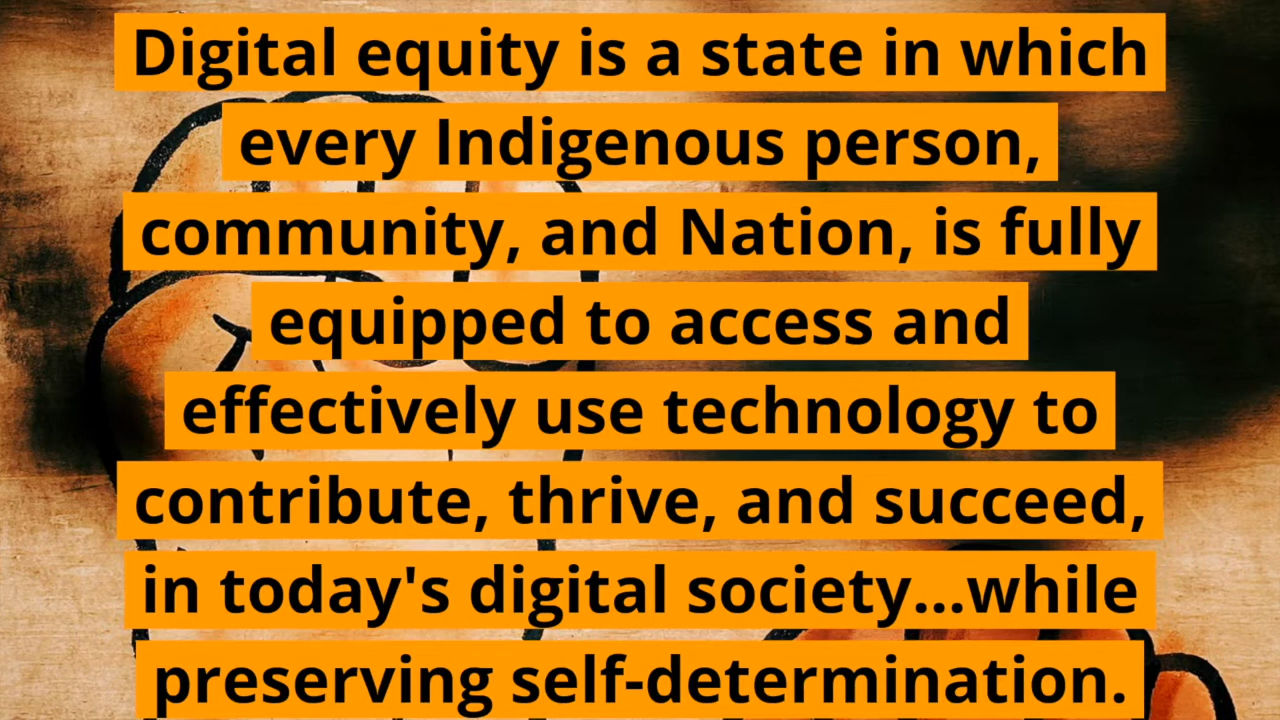 Digital equity is a state in which
every Indigenous person,
community, and Nation, is fully
equipped to access and
effectively use technology to
contribute, thrive, and succeed,
in today's digital society...while
preserving self-determination.